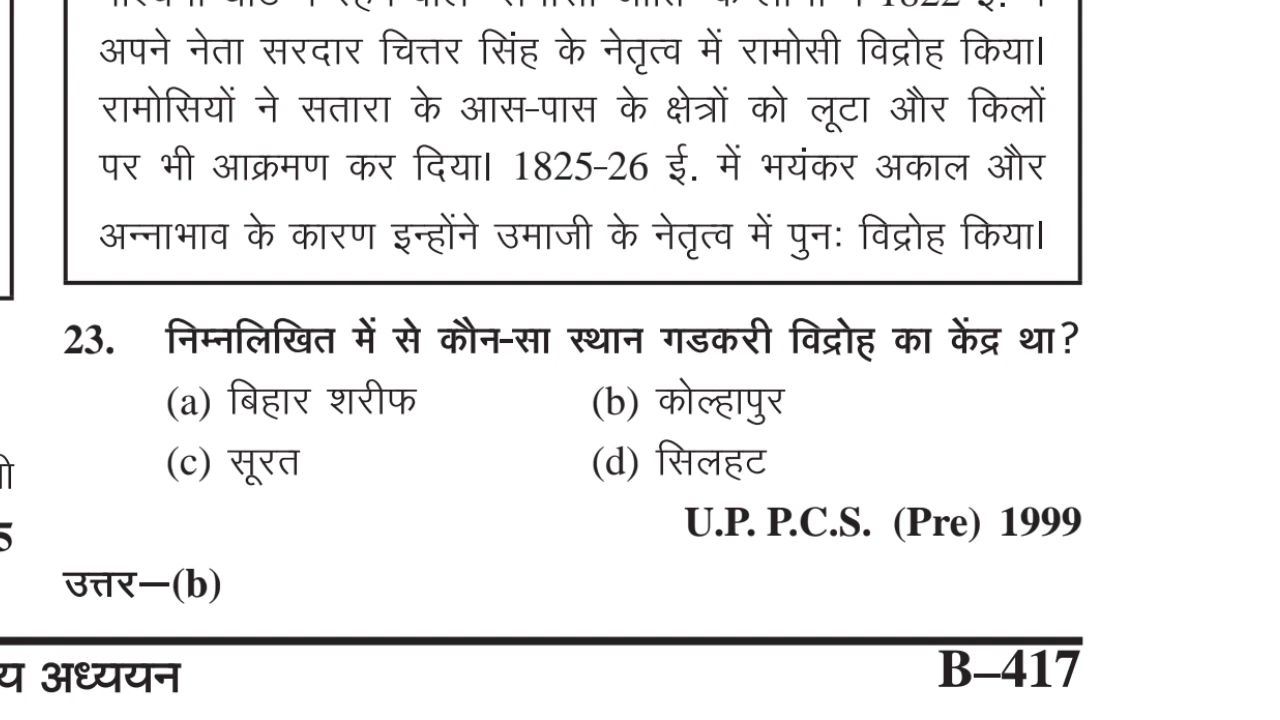 अपने नेता सरदार चित्तर सिंह के नेतृत्व में रामोसी विद्रोह किया।
रामोसियों ने सतारा के आस-पास के क्षेत्रों को लूटा और किलों
पर भी आक्रमण कर दिया। 1825-26 ई. में भयंकर अकाल और
अन्नाभाव के कारण इन्होंने उमाजी के नेतृत्व में पुनः विद्रोह किया।
23. निम्नलिखित में से कौन-सा स्थान गडकरी विद्रोह का केंद्र था?
(a) बिहार शरीफ (b) कोल्हापुर
(c) सूरत (d) सिलहट
U.P. P.C.S. (Pre) 1999
5
उत्तर—(b)
अध्ययन B–417